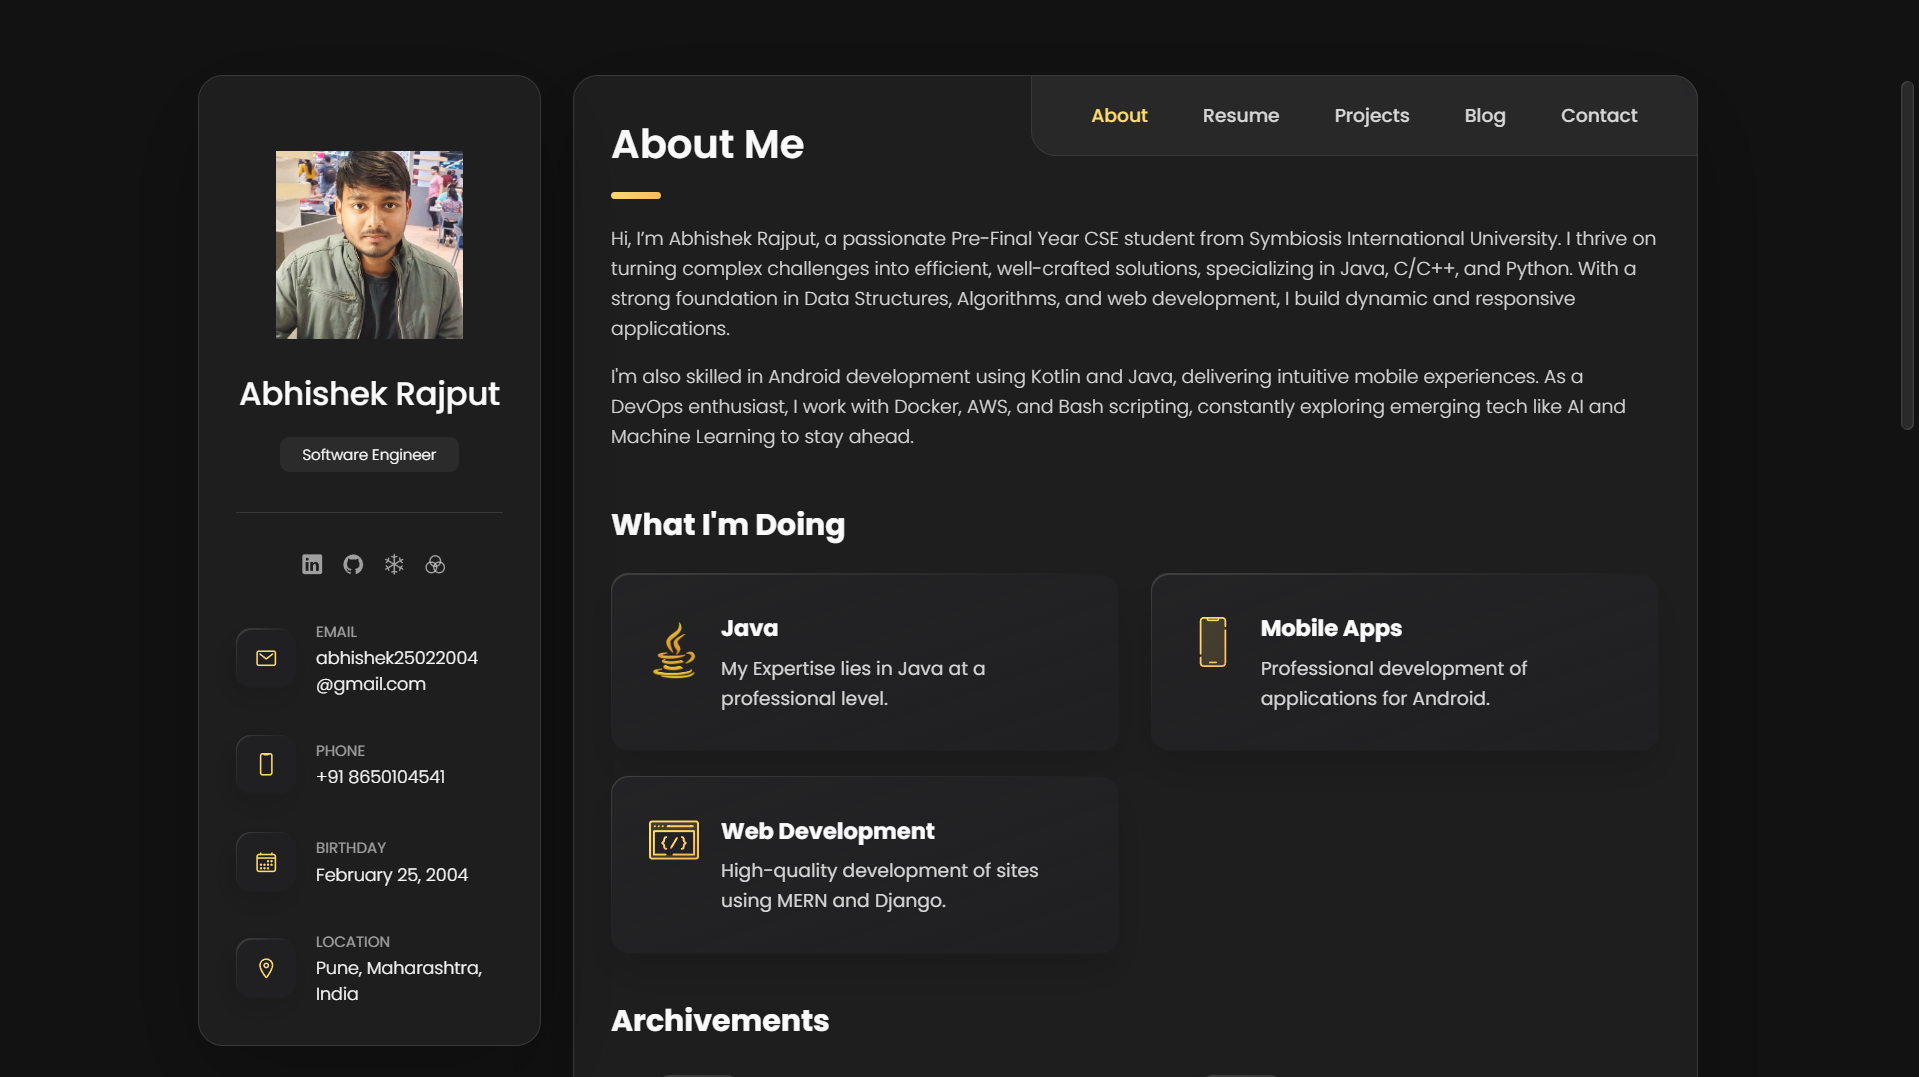 Abhishek Rajput
Software Engineer
EMAIL
abhishek25022004
@gmail.com
PHONE
+91 8650104541
BIRTHDAY
February 25, 2004
LOCATION
Pune, Maharashtra,
India
About
Resume
Projects
Blog
Contact
About Me
Hi, I’m Abhishek Rajput, a passionate Pre-Final Year CSE student from Symbiosis International University. I thrive on
turning complex challenges into efficient, well-crafted solutions, specializing in Java, C/C++, and Python. With a
strong foundation in Data Structures, Algorithms, and web development, I build dynamic and responsive
applications.
I'm also skilled in Android development using Kotlin and Java, delivering intuitive mobile experiences. As a
DevOps enthusiast, I work with Docker, AWS, and Bash scripting, constantly exploring emerging tech like AI and
Machine Learning to stay ahead.
What I'm Doing
Java
My Expertise lies in Java at a
professional level.
Mobile Apps
Professional development of
applications for Android.
Web Development
High-quality development of sites
using MERN and Django.
Archivements